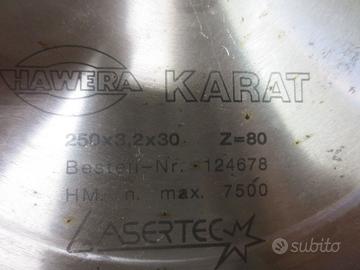 HAWERA KARAT
250x3,2x30 Z=80
Bestell-Nr. 124678
HM. n. max. 7500
LASERTEC
subito